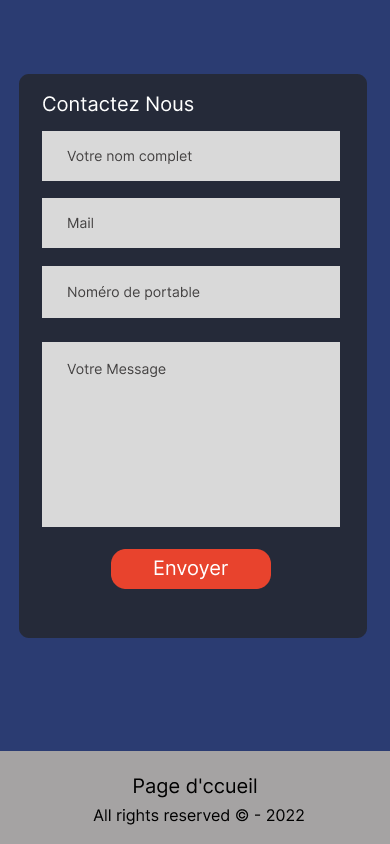 Contactez Nous
Votre nom complet
Mail
Noméro de portable
Votre Message
Envoyer
Page d'ccueil
All rights reserved © - 2022